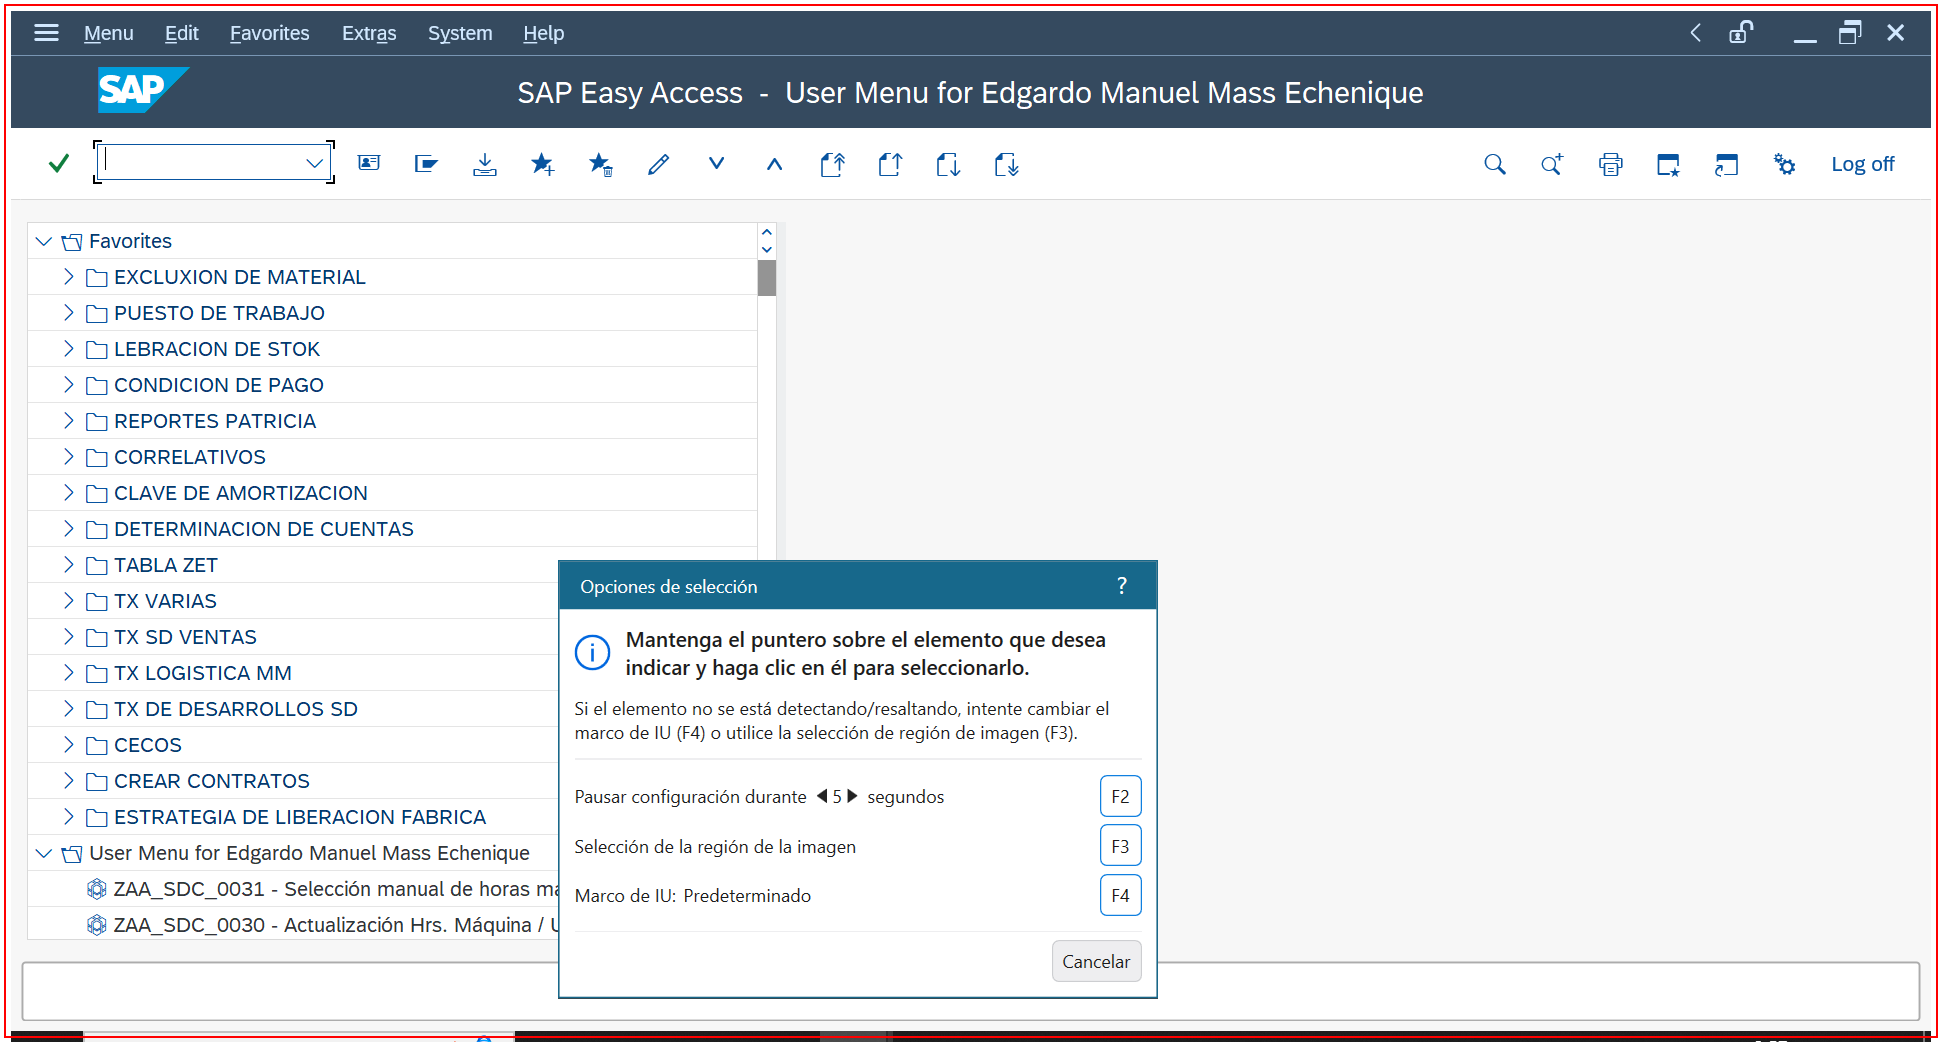 Menu Edit Favorites Extras System Help
SAP
SAP Easy Access - User Menu for Edgardo Manuel Mass Echenique
Log off
Favorites
EXCLUXION DE MATERIAL
PUESTO DE TRABAJO
LEBRACION DE STOK
CONDICION DE PAGO
REPORTES PATRICIA
CORRELATIVOS
CLAVE DE AMORTIZACION
DETERMINACION DE CUENTAS
TABLA ZET
TX VARIAS
TX SD VENTAS
TX LOGISTICA MM
TX DE DESARROLLOS SD
CECOS
CREAR CONTRATOS
ESTRATEGIA DE LIBERACION FABRICA
User Menu for Edgardo Manuel Mass Echenique
ZAA_SDC_0031 - Selección manual de horas
ZAA_SDC_0030 - Actualización Hrs. Máquina /
Opciones de selección ?
Mantenga el puntero sobre el elemento que desea
indicar y haga clic en él para seleccionarlo.
Si el elemento no se está detectando/resaltando, intente cambiar el
marco de IU (F4) o utilice la selección de región de imagen (F3).
Pausar configuración durante 5 segundos F2
Selección de la región de la imagen F3
Marco de IU: Predeterminado F4
Cancelar